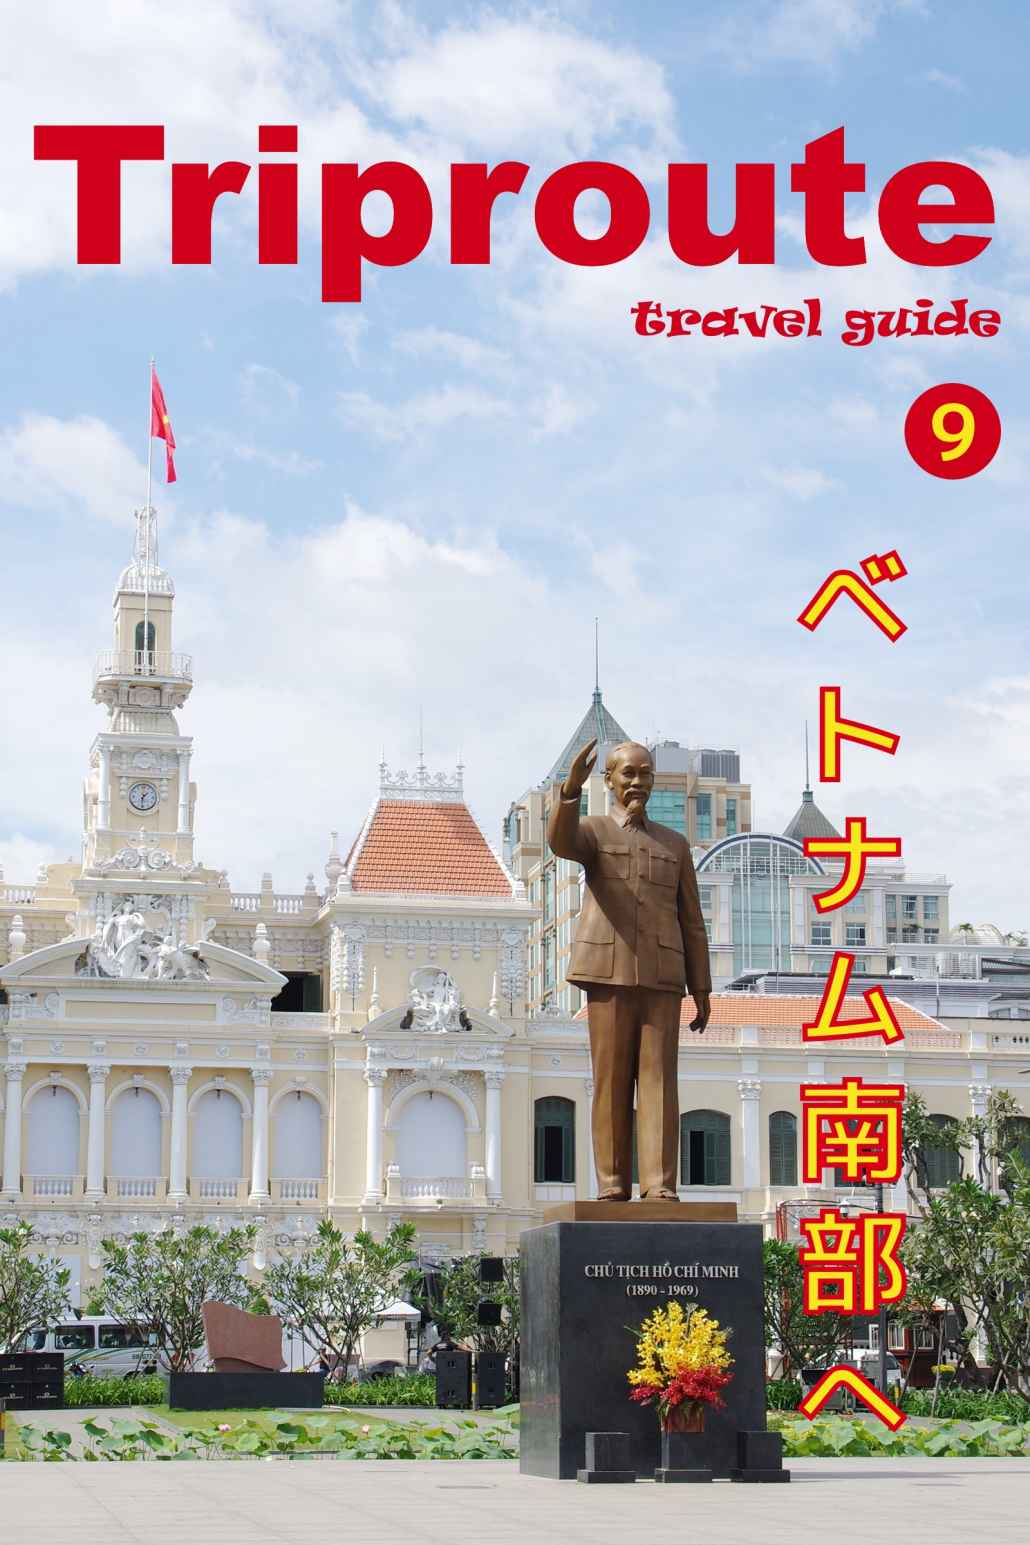 Triproute
travel guide
9
ベトナム南部へ
CHỦ TỊCH HỒ CHÍ MINH
(1890 - 1969)